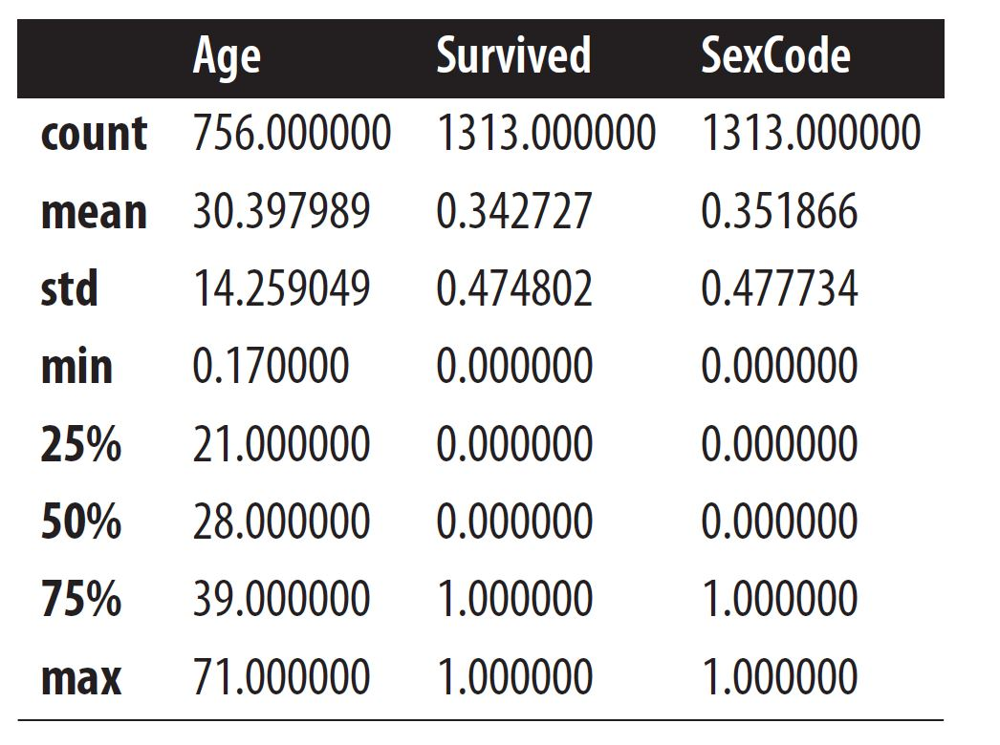 Age Survived SexCode
count 756.000000 1313.000000 1313.000000
mean 30.397989 0.342727 0.351866
std 14.259049 0.474802 0.477734
min 0.170000 0.000000 0.000000
25% 21.000000 0.000000 0.000000
50% 28.000000 0.000000 0.000000
75% 39.000000 1.000000 1.000000
max 71.000000 1.000000 1.000000